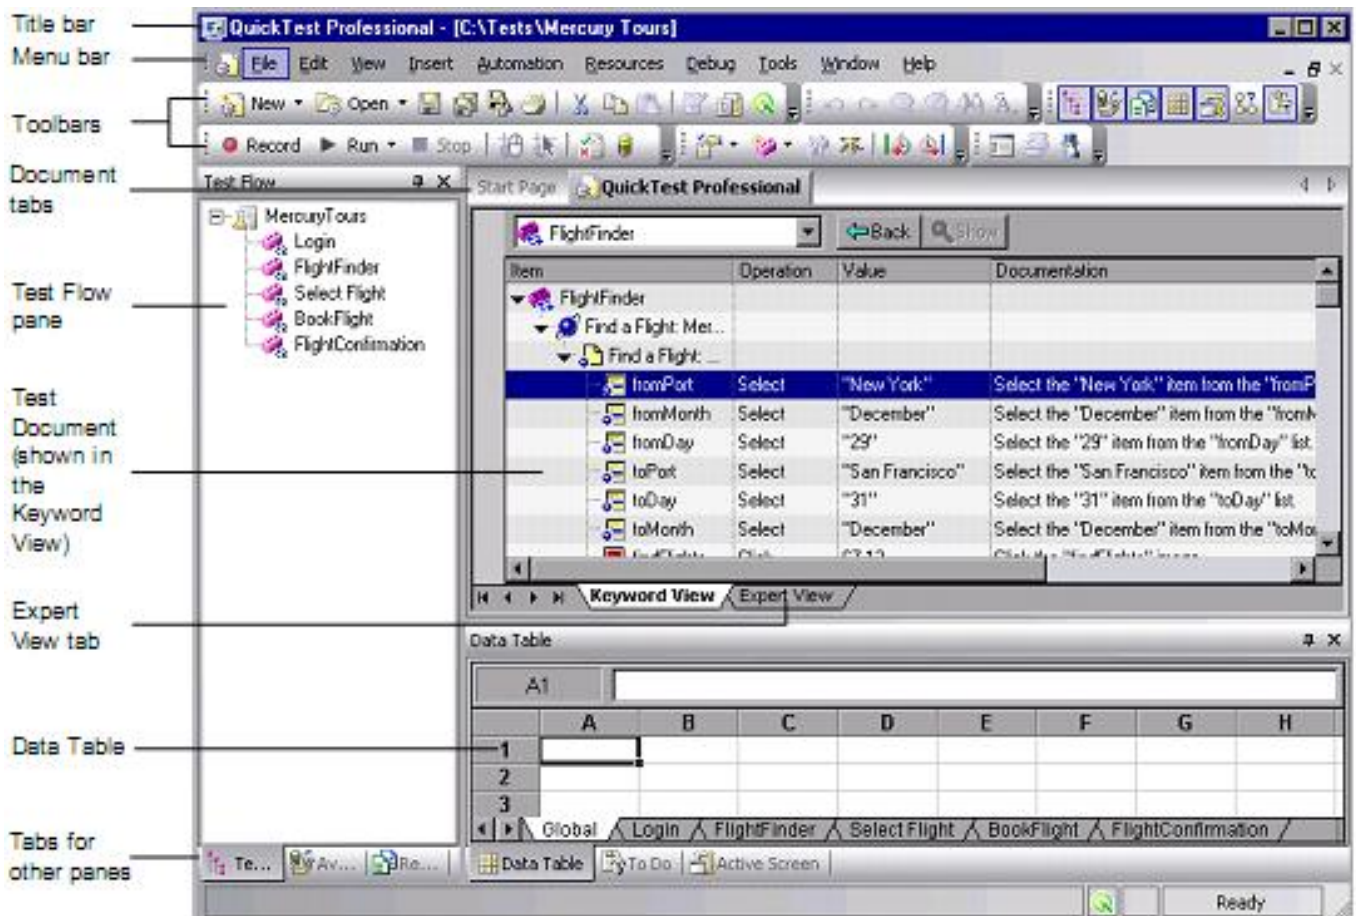 Title bar
Menu bar
Toolbars
Document
tabs
Test Flow
pane
Test
Document
(shown in
the
Keyword
View)
Expert
View tab
Data Table
Tabs for
other panes
QuickTest Professional - [C:\Tests\Mercury Tours]
File Edit View Insert Automation Resources Debug Tools Window Help
New Open
Record Run Stop
Test Flow
MercuryTours
Login
FlightFinder
Select Flight
BookFlight
FlightConfirmation
Te... Av... Re...
Start Page QuickTest Professional
FlightFinder Back Show
Item Operation Value Documentation
FlightFinder
Find a Flight: Mer...
Find a Flight: ...
fromPort Select "New York" Select the "New York" item from the "fromP
fromMonth Select "December" Select the "December" item from the "fromM
fromDay Select "29" Select the "29" item from the "fromDay" list.
toPort Select "San Francisco" Select the "San Francisco" item from the "to
toDay Select "31" Select the "31" item from the "toDay" list.
toMonth Select "December" Select the "December" item from the "toMon
findFlights Click Click the "findFlights" image
Keyword View Expert View
Data Table
A1
A B C D E F G H
1
2
3
Global Login FlightFinder Select Flight BookFlight FlightConfirmation
Data Table To Do Active Screen
Ready